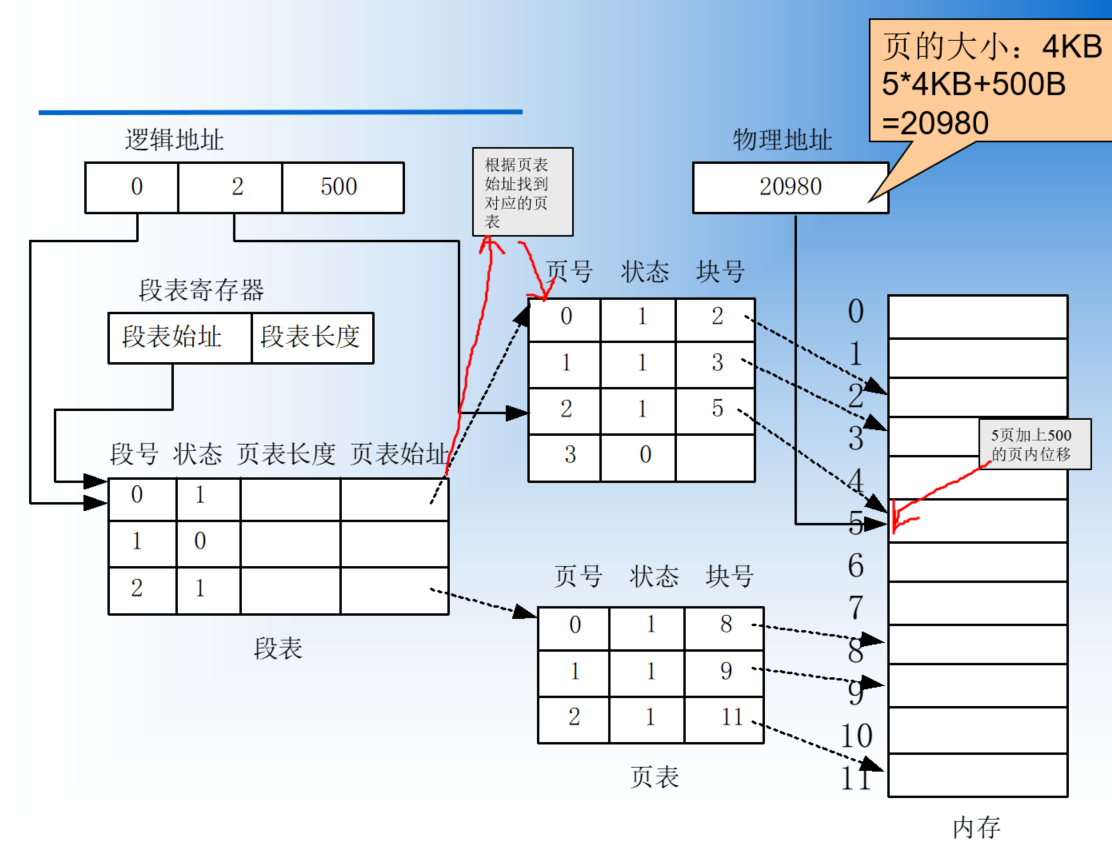 页的大小：4KB
5*4KB+500B
=20980
逻辑地址
0 2 500
根据页表
始址找到
对应的页
表
物理地址
20980
段表寄存器
段表始址 段表长度
页号 状态 块号
0 1 2
1 1 3
2 1 5
3 0
段号 状态 页表长度 页表始址
0 1
1 0
2 1
段表
页号 状态 块号
0 1 8
1 1 9
2 1 11
页表
0
1
2
3
4
5
6
7
8
9
10
11
5页加上500
的页内位移
内存